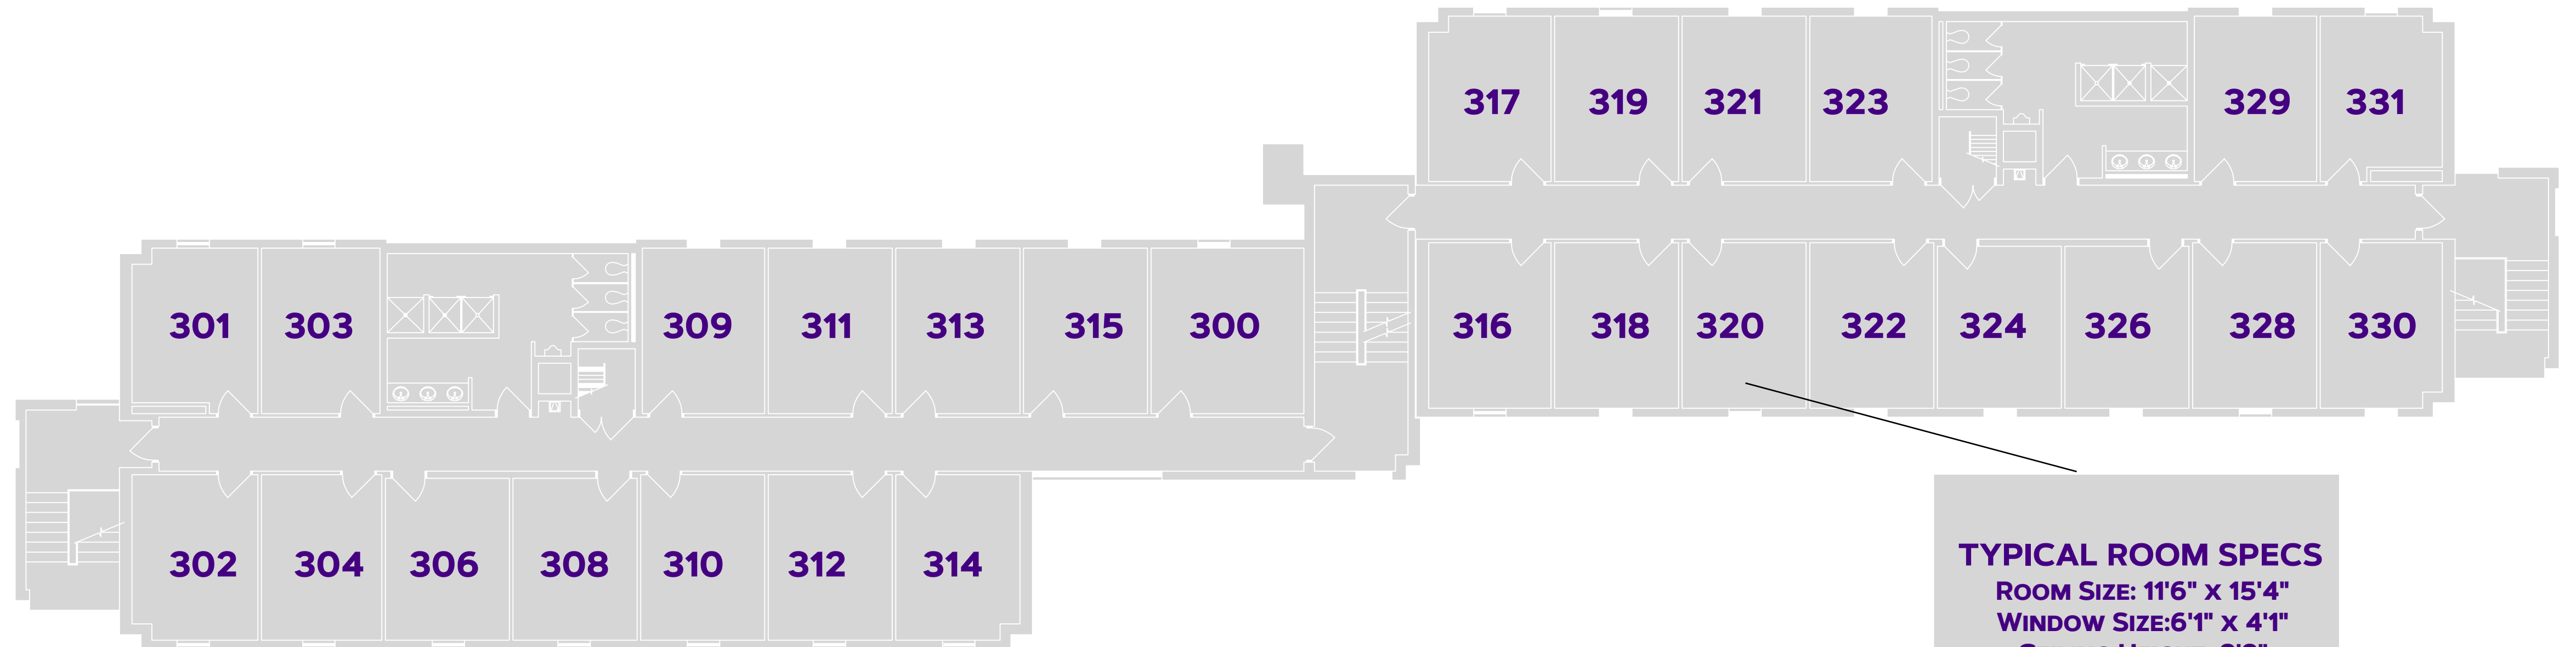 317 319 321 323 329 331
301 303 309 311 313 315 300 316 318 320 322 324 326 328 330
302 304 306 308 310 312 314
TYPICAL ROOM SPECS
ROOM SIZE: 11'6" X 15'4"
WINDOW SIZE:6'1" X 4'1"